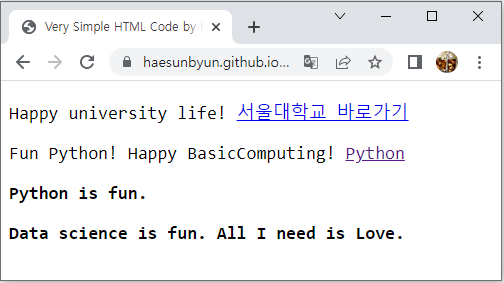 Very Simple HTML Code by
haesunbyun.github.io...
Happy university life! 서울대학교 바로가기
Fun Python! Happy BasicComputing! Python
Python is fun.
Data science is fun. All I need is Love.